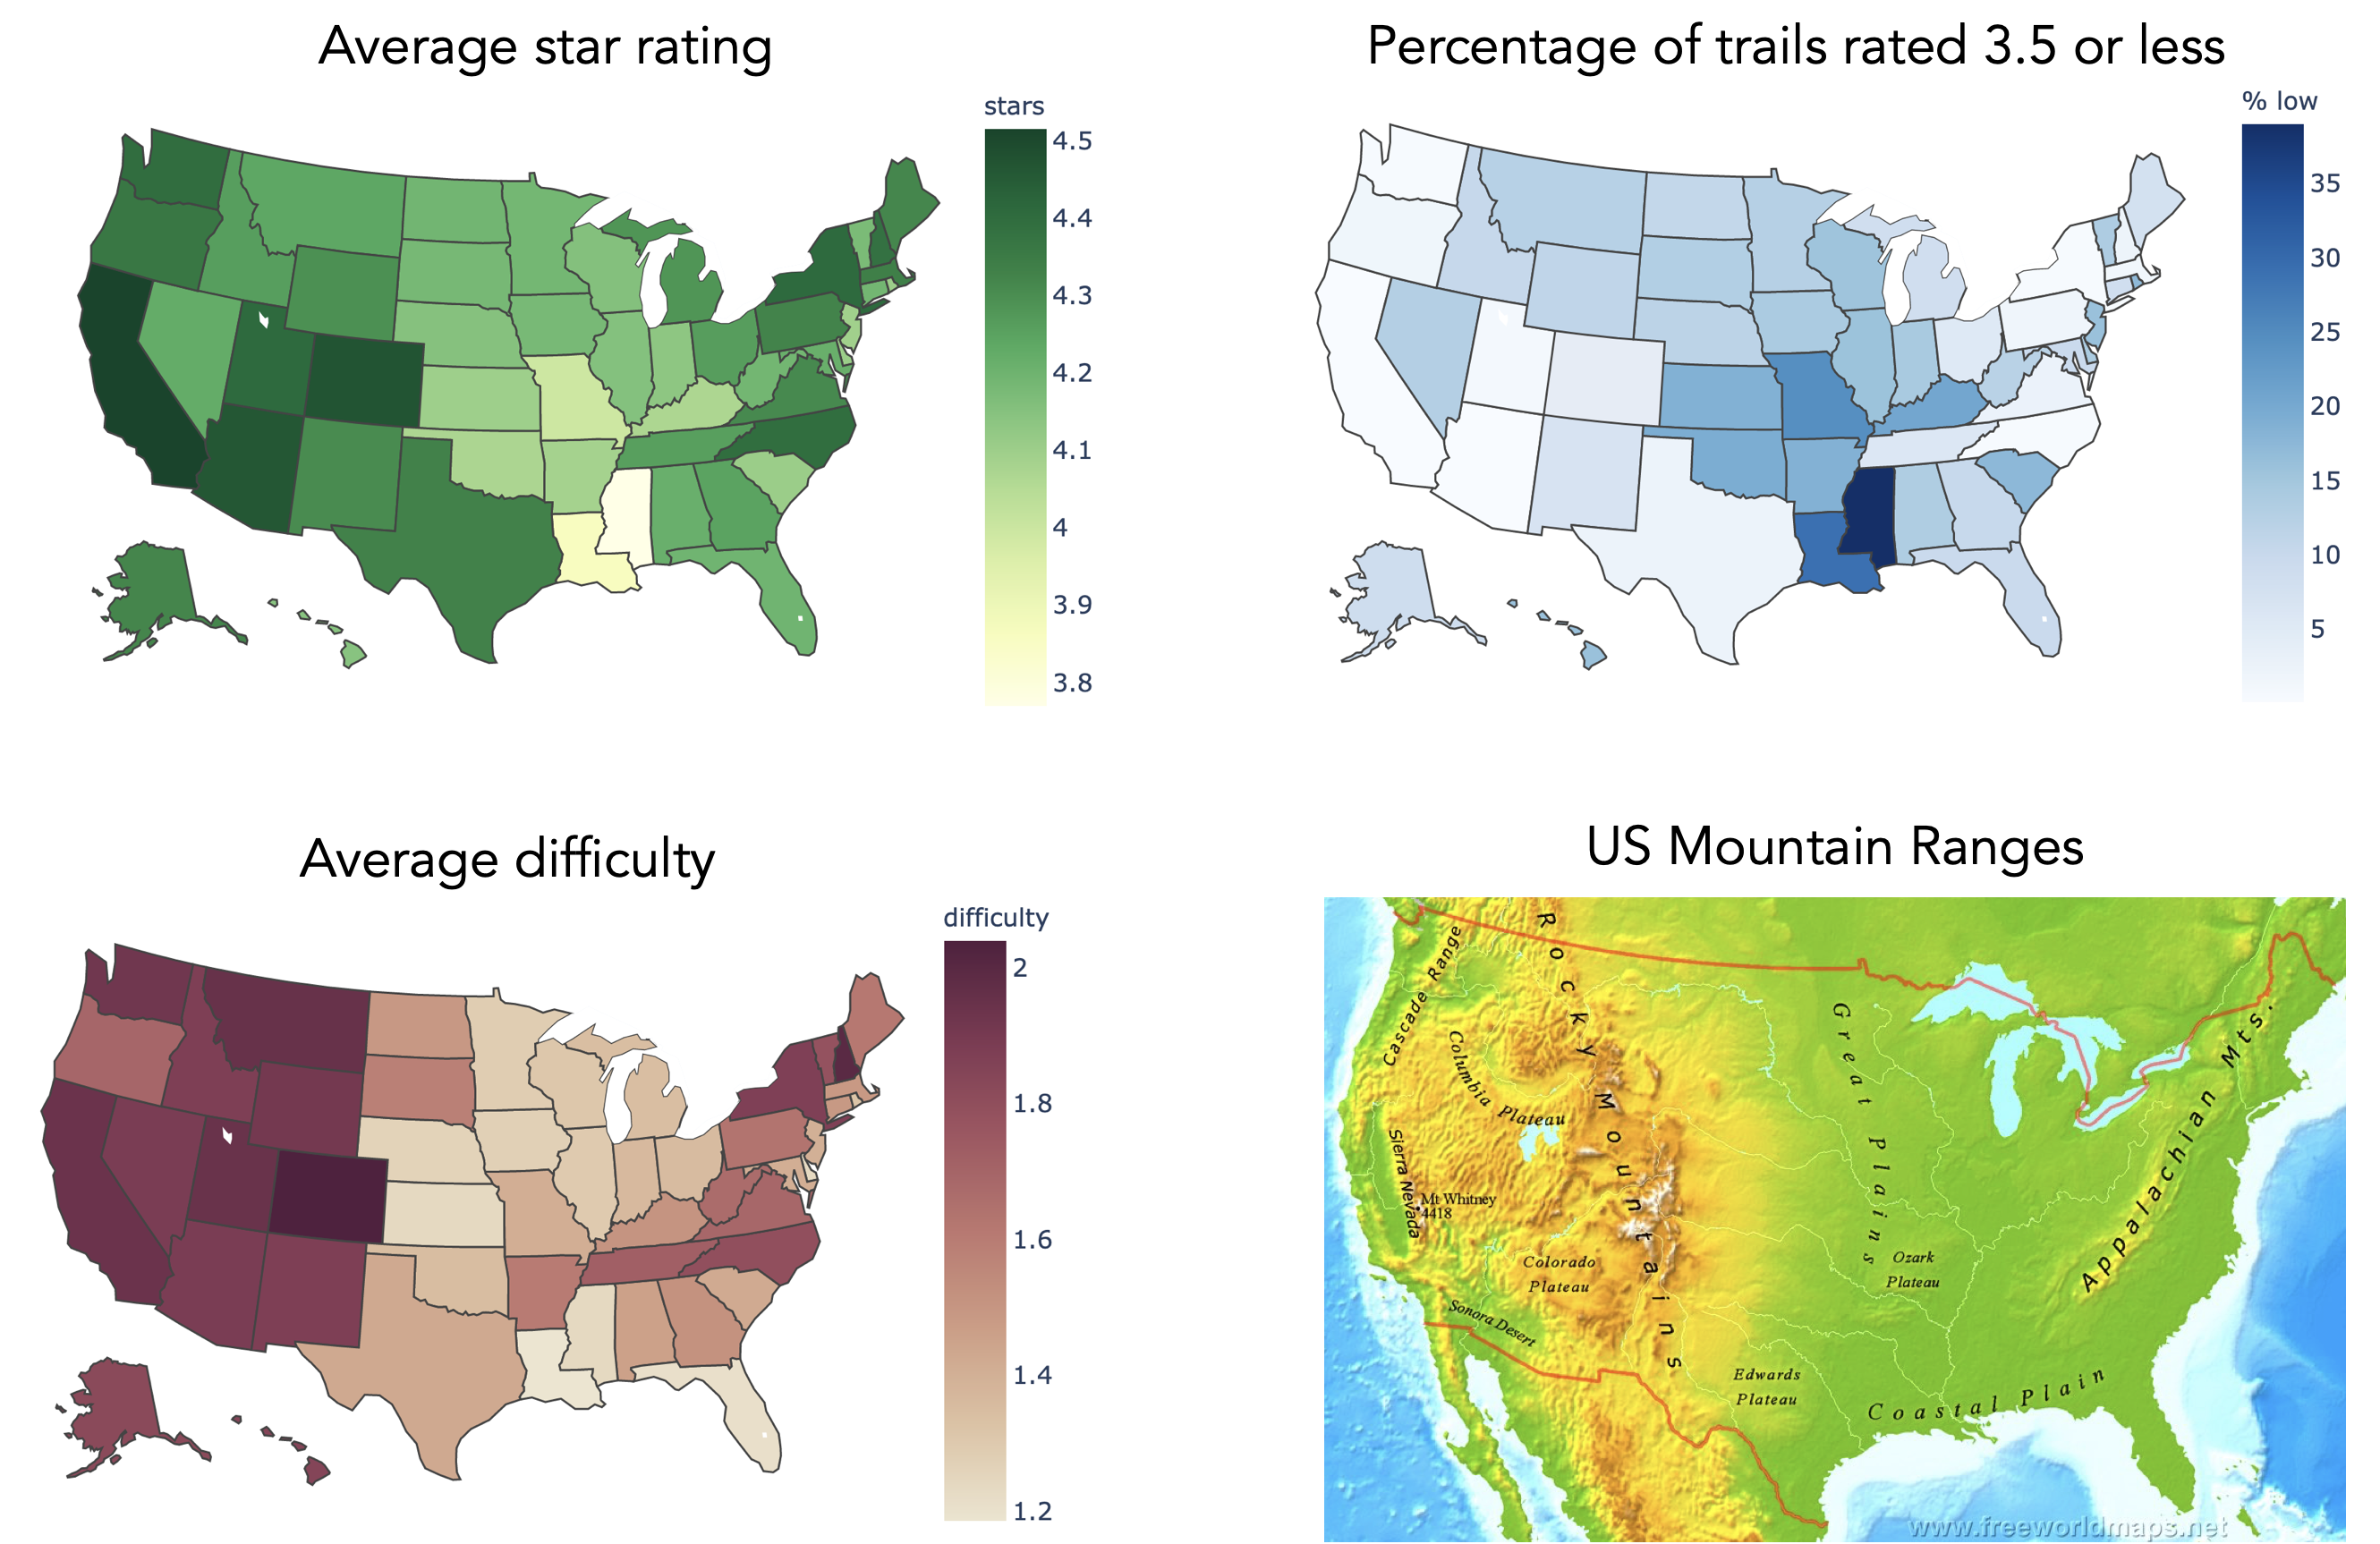 Average star rating
stars
4.5
4.4
4.3
4.2
4.1
4
3.9
3.8
Percentage of trails rated 3.5 or less
% low
35
30
25
20
15
10
5
Average difficulty
difficulty
2
1.8
1.6
1.4
1.2
US Mountain Ranges
Rocky Mountains
Cascade Range
Columbia Plateau
Sierra Nevada
Mt Whitney
4418
Colorado
Plateau
Sonora Desert
Great Plains
Ozark
Plateau
Edwards
Plateau
Appalachian Mts.
Coastal Plain
www.freeworldmaps.net